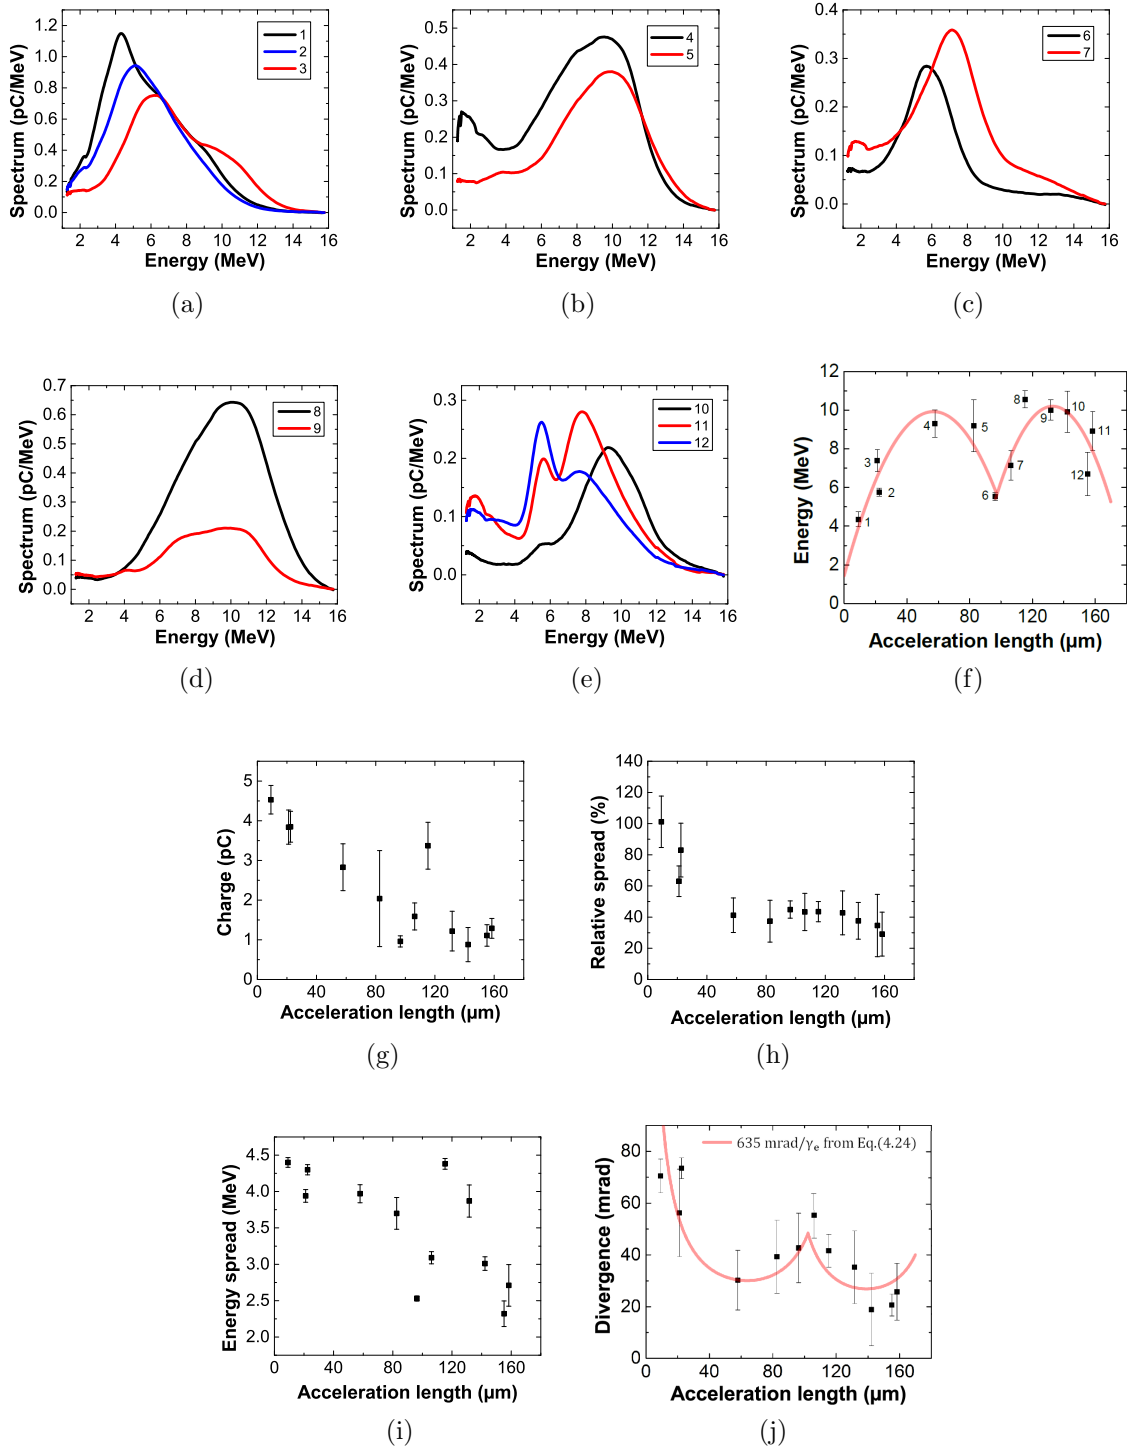 Spectrum (pC/MeV)
1.2
1.0
0.8
0.6
0.4
0.2
0.0
1
2
3
2 4 6 8 10 12 14 16
Energy (MeV)
(a)
Spectrum (pC/MeV)
0.5
0.4
0.3
0.2
0.1
0.0
4
5
2 4 6 8 10 12 14 16
Energy (MeV)
(b)
Spectrum (pC/MeV)
0.4
0.3
0.2
0.1
0.0
6
7
2 4 6 8 10 12 14 16
Energy (MeV)
(c)
Spectrum (pC/MeV)
0.7
0.6
0.5
0.4
0.3
0.2
0.1
0.0
8
9
2 4 6 8 10 12 14 16
Energy (MeV)
(d)
Spectrum (pC/MeV)
0.3
0.2
0.1
0.0
10
11
12
2 4 6 8 10 12 14 16
Energy (MeV)
(e)
Energy (MeV)
12
10
8
6
4
2
0
1
2
3
4
5
6
7
8
9
10
11
12
0 40 80 120 160
Acceleration length (μm)
(f)
Charge (pC)
5
4
3
2
1
0
0 40 80 120 160
Acceleration length (μm)
(g)
Relative spread (%)
140
120
100
80
60
40
20
0
0 40 80 120 160
Acceleration length (μm)
(h)
Energy spread (MeV)
4.5
4.0
3.5
3.0
2.5
2.0
0 40 80 120 160
Acceleration length (μm)
(i)
Divergence (mrad)
80
60
40
20
0
635 mrad/γₑ from Eq.(4.24)
0 40 80 120 160
Acceleration length (μm)
(j)